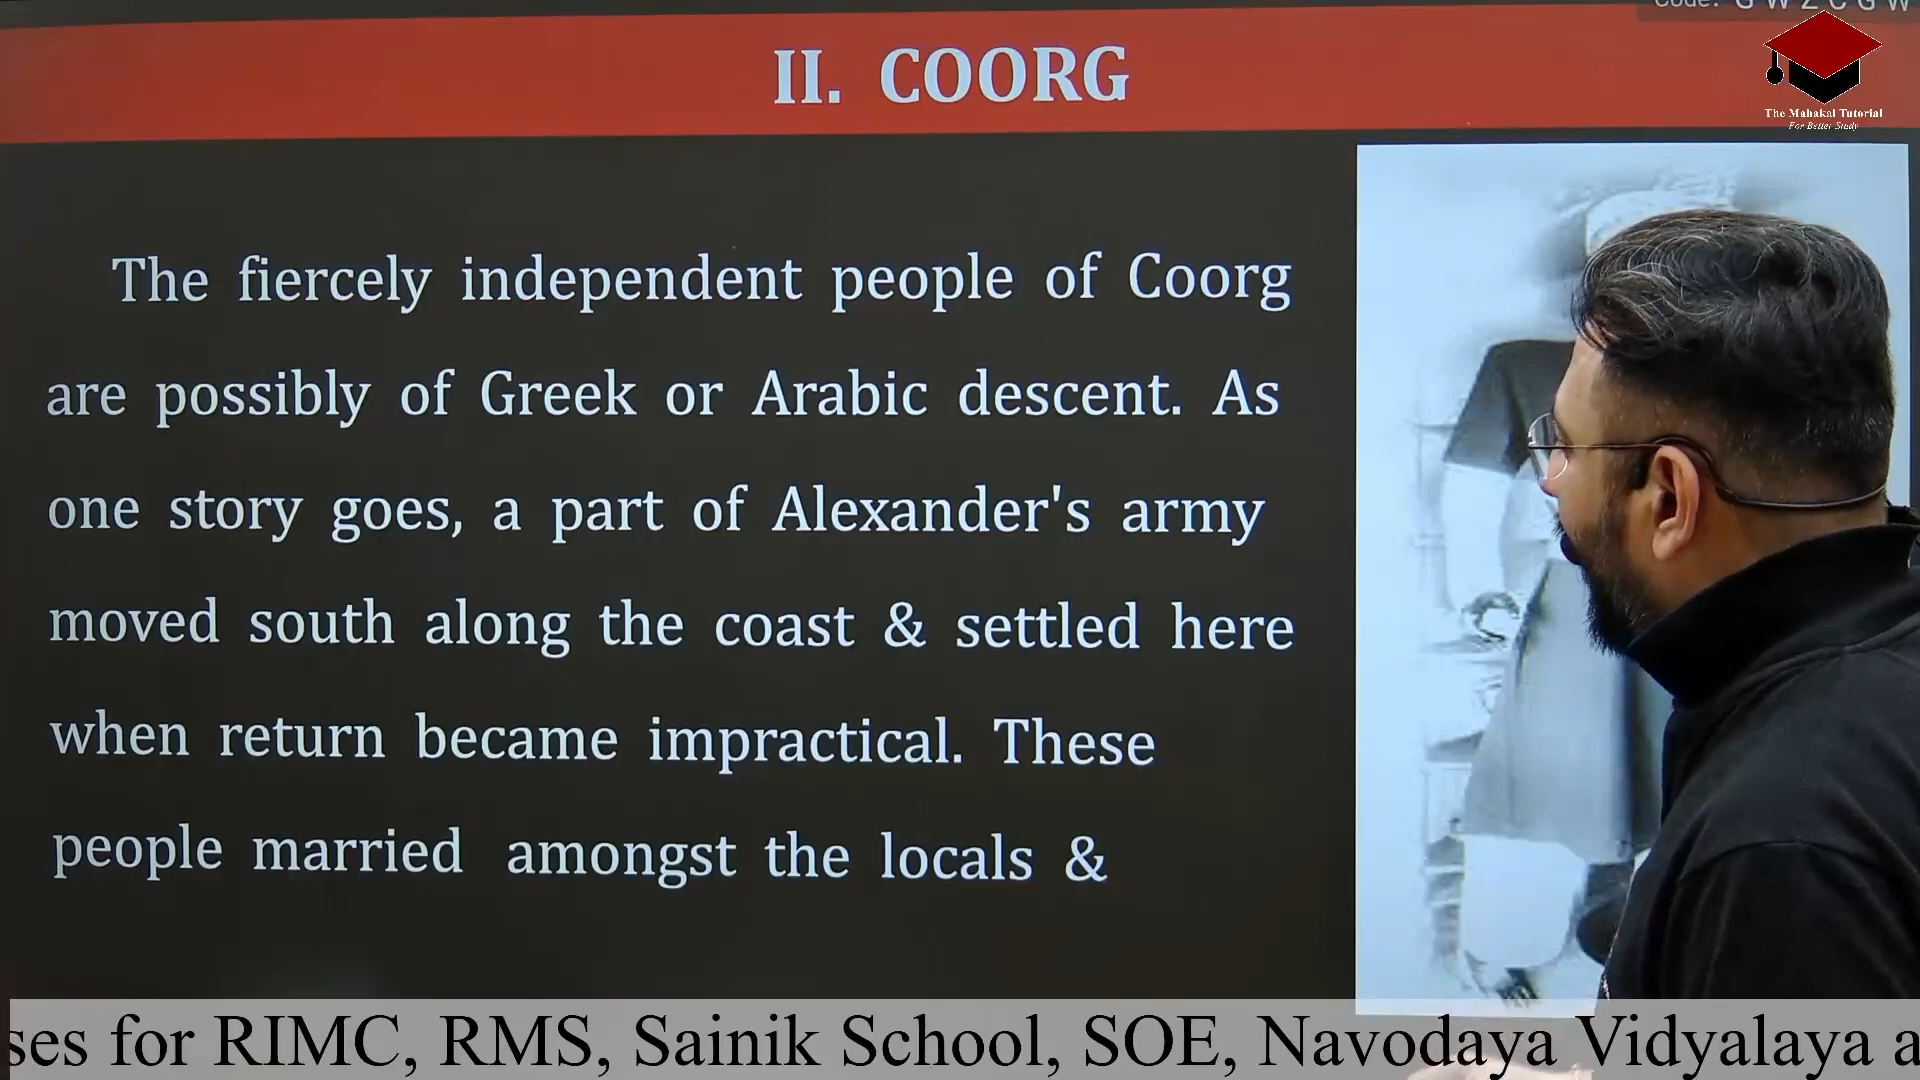 Code: G W Z C G W
II. COORG
The Mahakal Tutorial
For Better Study
The fiercely independent people of Coorg
are possibly of Greek or Arabic descent. As
one story goes, a part of Alexander's army
moved south along the coast & settled here
when return became impractical. These
people married amongst the locals &
ses for RIMC, RMS, Sainik School, SOE, Navodaya Vidyalaya a